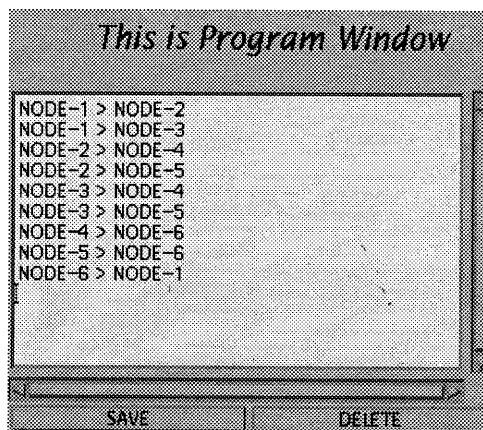 This is Program Window
NODE-1 > NODE-2
NODE-1 > NODE-3
NODE-2 > NODE-4
NODE-2 > NODE-5
NODE-3 > NODE-4
NODE-3 > NODE-5
NODE-4 > NODE-6
NODE-5 > NODE-6
NODE-6 > NODE-1
SAVE
DELETE